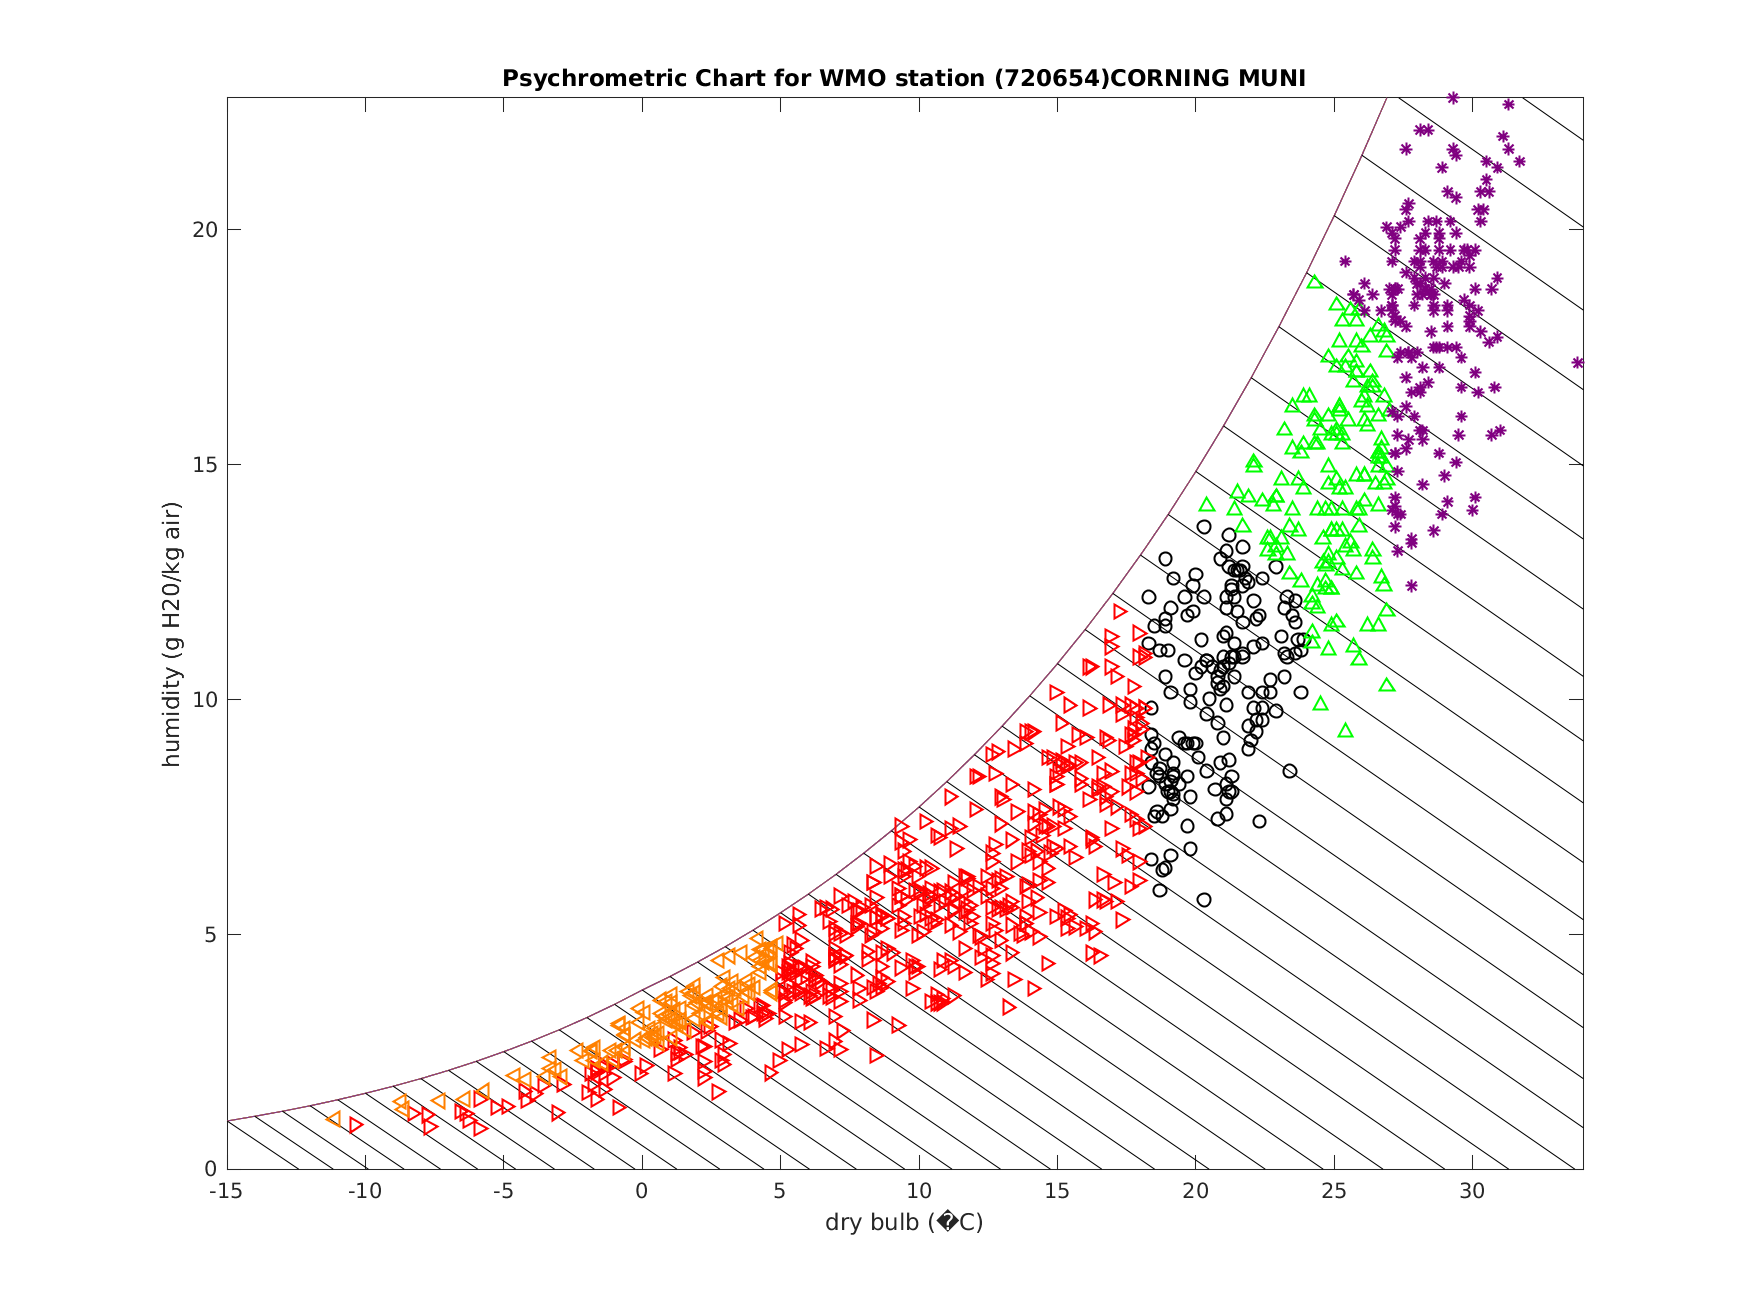 Psychrometric Chart for WMO station (720654)CORNING MUNI
humidity (g H20/kg air)
20
15
10
5
0
-15 -10 -5 0 5 10 15 20 25 30
dry bulb (�C)